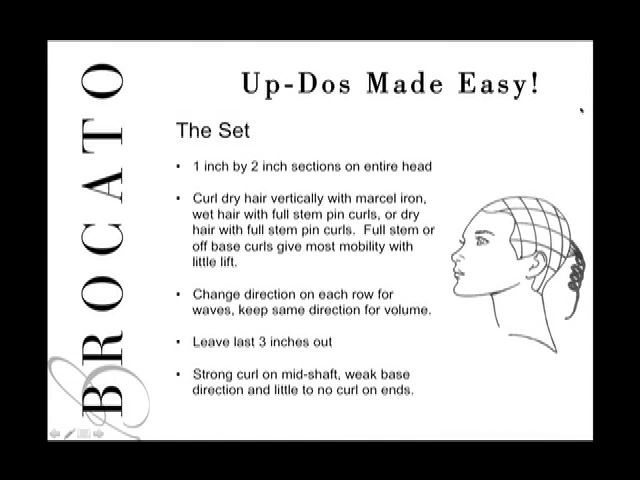 BROCATO
Up-Dos Made Easy!
The Set
• 1 inch by 2 inch sections on entire head
• Curl dry hair vertically with marcel iron,
wet hair with full stem pin curls, or dry
hair with full stem pin curls.  Full stem or
off base curls give most mobility with
little lift.
• Change direction on each row for
waves, keep same direction for volume.
• Leave last 3 inches out
• Strong curl on mid-shaft, weak base
direction and little to no curl on ends.